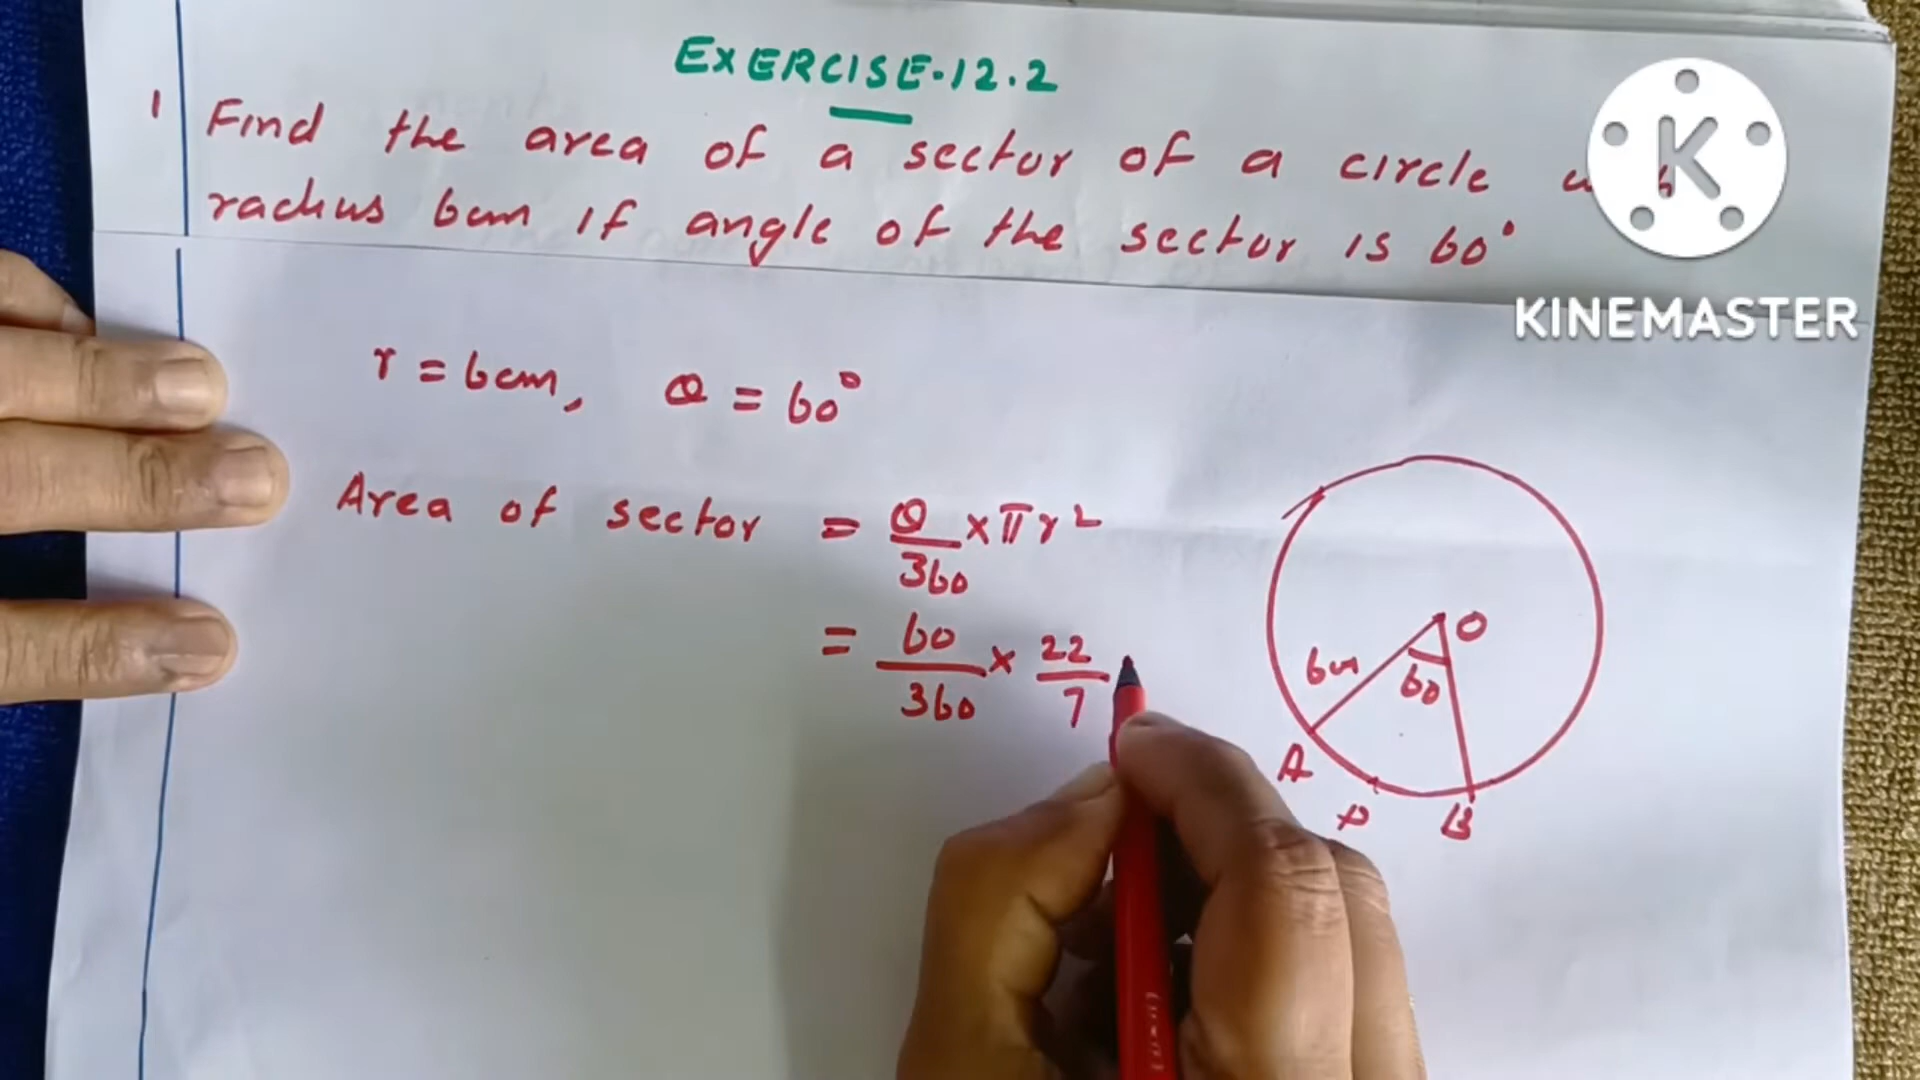 EXERCISE-12.2
1 Find the area of a sector of a circle
radius 6cm if angle of the sector is 60°
K
KINEMASTER
r = 6cm, θ = 60°
Area of sector = θ/360 × πr²
= 60/360 × 22/7
O
6cm
60
A
P
B